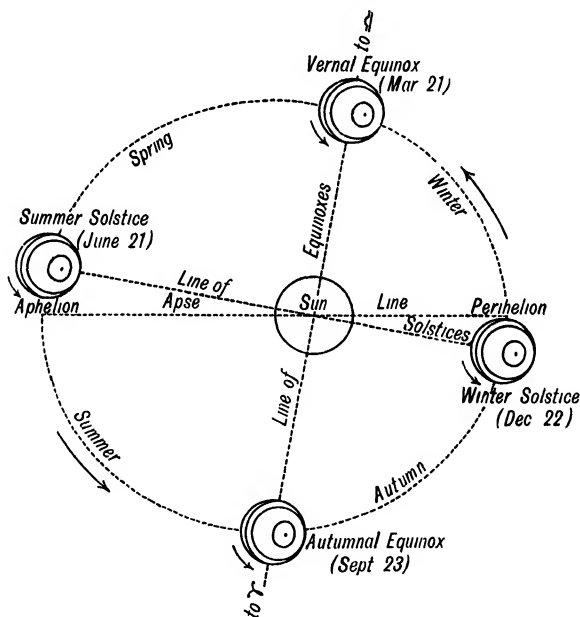 to
Vernal Equinox
(Mar 21)
Spring
Winter
Summer Solstice
(June 21)
Equinoxes
Line of
Apse
Sun
Line
Aphelion
Perihelion
Solstices
Winter Solstice
(Dec 22)
Line of
Summer
Autumn
Autumnal Equinox
(Sept 23)
to ♈